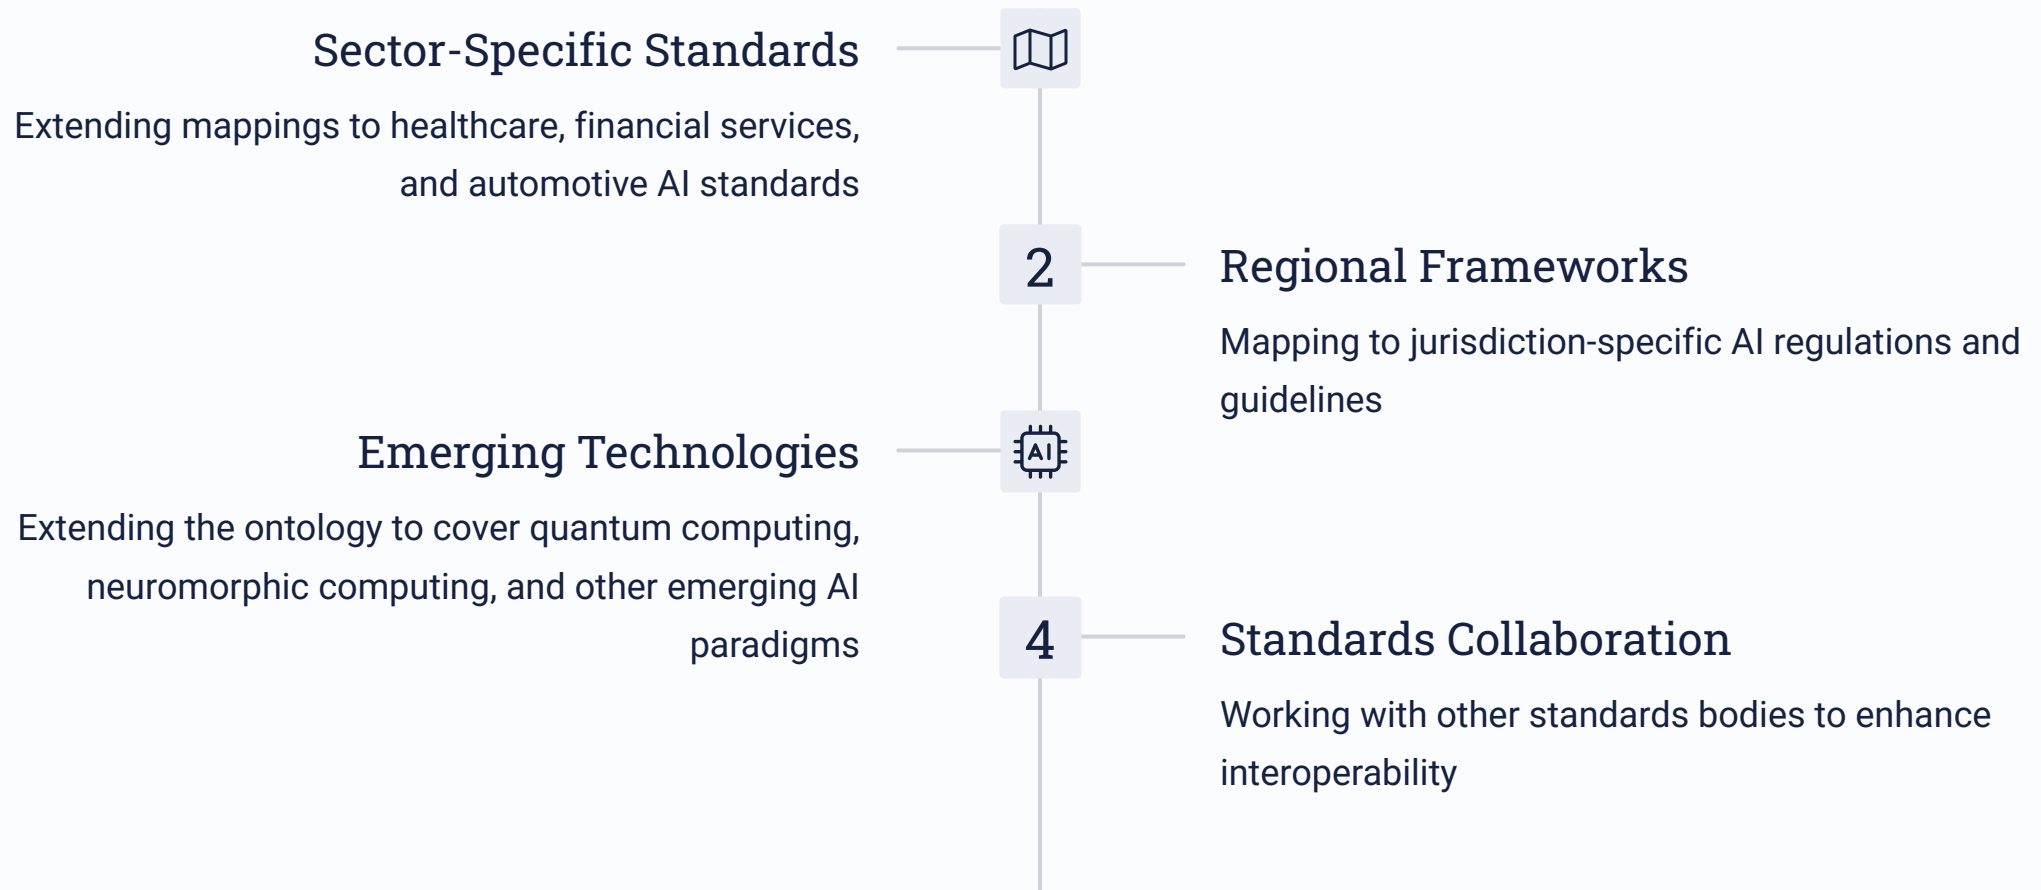 Sector-Specific Standards
Extending mappings to healthcare, financial services,
and automotive AI standards
2
Regional Frameworks
Mapping to jurisdiction-specific AI regulations and
guidelines
Emerging Technologies
AI
Extending the ontology to cover quantum computing,
neuromorphic computing, and other emerging AI
paradigms
4
Standards Collaboration
Working with other standards bodies to enhance
interoperability